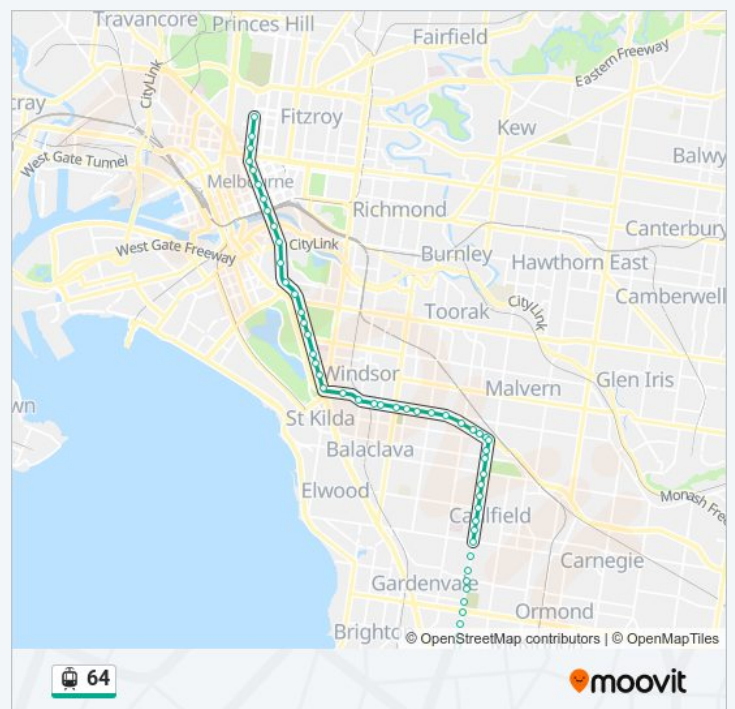 Travancore
Princes Hill
Fairfield
Eastern Freeway
CityLink
cray
Fitzroy
Kew
West Gate Tunnel
Balwy
Melbourne
Richmond
Canterbury
CityLink
West Gate Freeway
Burnley
Hawthorn East
Camberwell
CityLink
Toorak
Windsor
Glen Iris
Malvern
wn
St Kilda
Balaclava
Elwood
Monash Fre
Caulfield
Carnegie
Gardenvale
Ormond
Brightc
© OpenStreetMap contributors | © OpenMapTiles
64
moovit